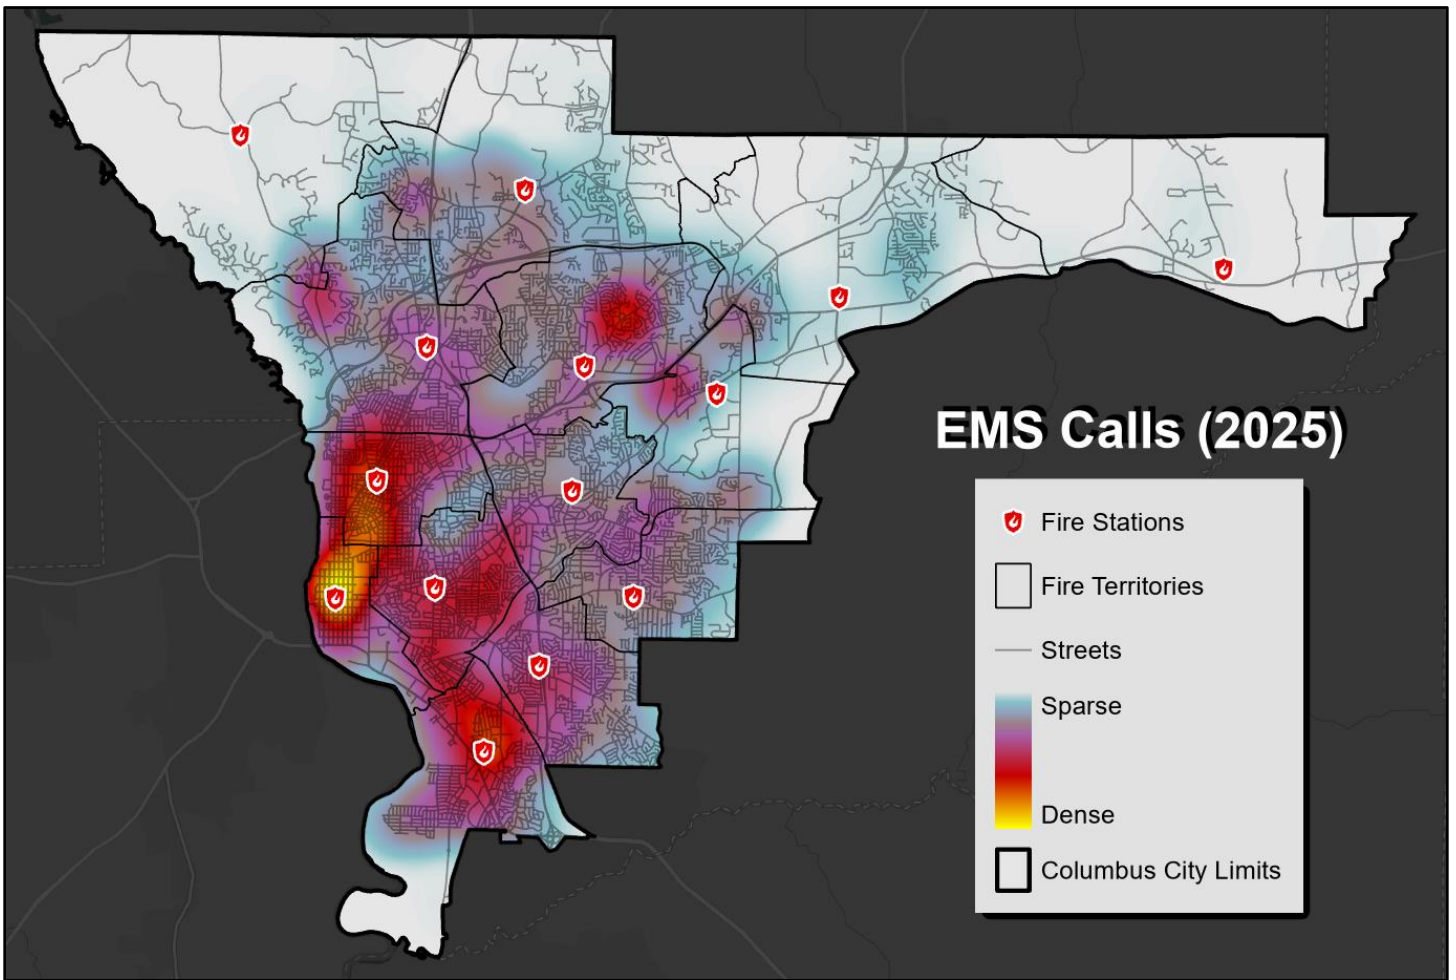 EMS Calls (2025)
Fire Stations
Fire Territories
Streets
Sparse
Dense
Columbus City Limits